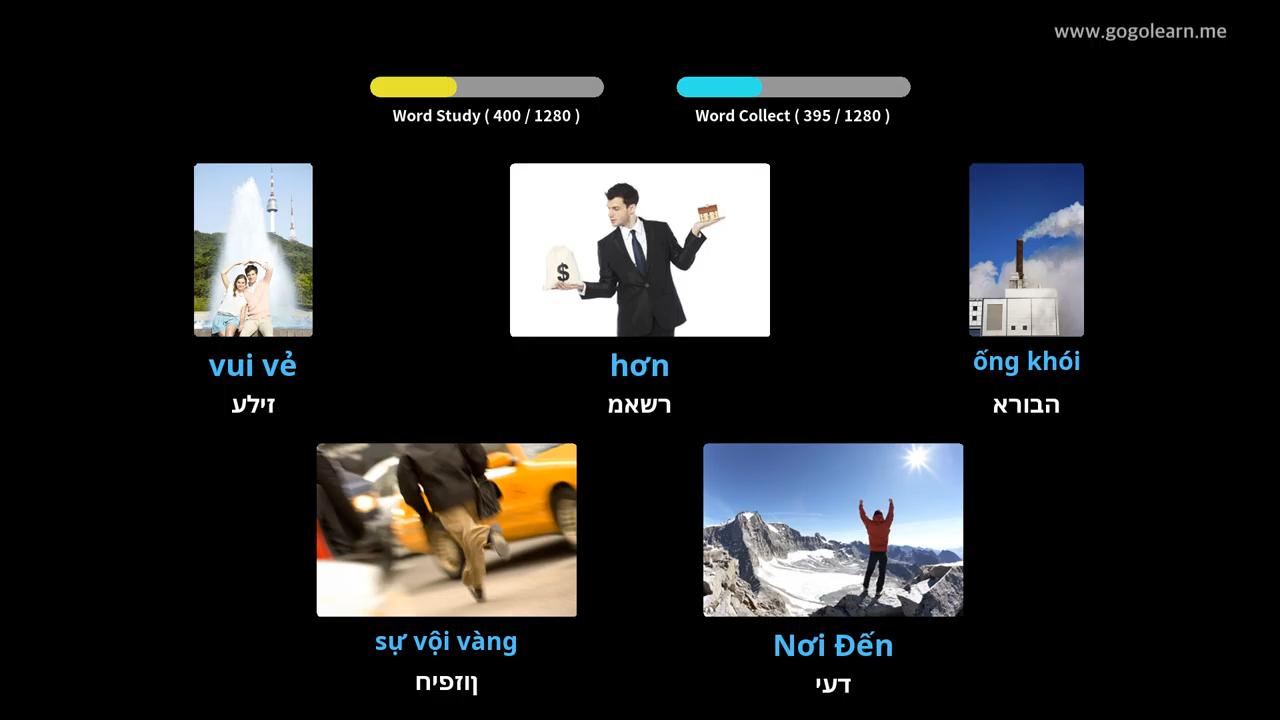 www.gogolearn.me
Word Study ( 400 / 1280 )
Word Collect ( 395 / 1280 )
vui vẻ
hơn
ống khói
זילע
רשאמ
הבורא
sự vội vàng
Nơi Đến
ןוזפיח
דעי